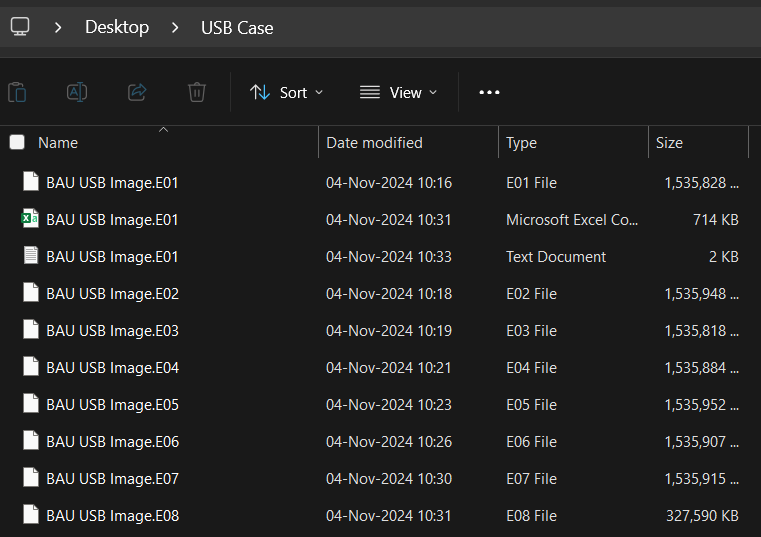 Desktop USB Case
Sort View
Name Date modified Type Size
BAU USB Image.E01 04-Nov-2024 10:16 E01 File 1,535,828 ...
BAU USB Image.E01 04-Nov-2024 10:31 Microsoft Excel Co... 714 KB
BAU USB Image.E01 04-Nov-2024 10:33 Text Document 2 KB
BAU USB Image.E02 04-Nov-2024 10:18 E02 File 1,535,948 ...
BAU USB Image.E03 04-Nov-2024 10:19 E03 File 1,535,818 ...
BAU USB Image.E04 04-Nov-2024 10:21 E04 File 1,535,884 ...
BAU USB Image.E05 04-Nov-2024 10:23 E05 File 1,535,952 ...
BAU USB Image.E06 04-Nov-2024 10:26 E06 File 1,535,907 ...
BAU USB Image.E07 04-Nov-2024 10:30 E07 File 1,535,915 ...
BAU USB Image.E08 04-Nov-2024 10:31 E08 File 327,590 KB